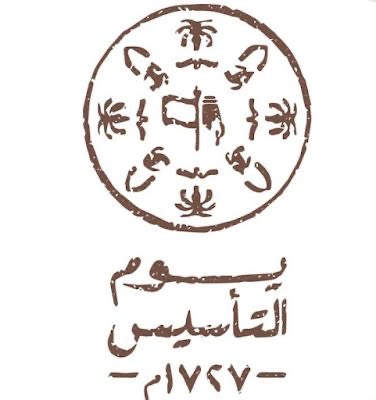 يوم
التأسيس
- ١٧٢٧م -